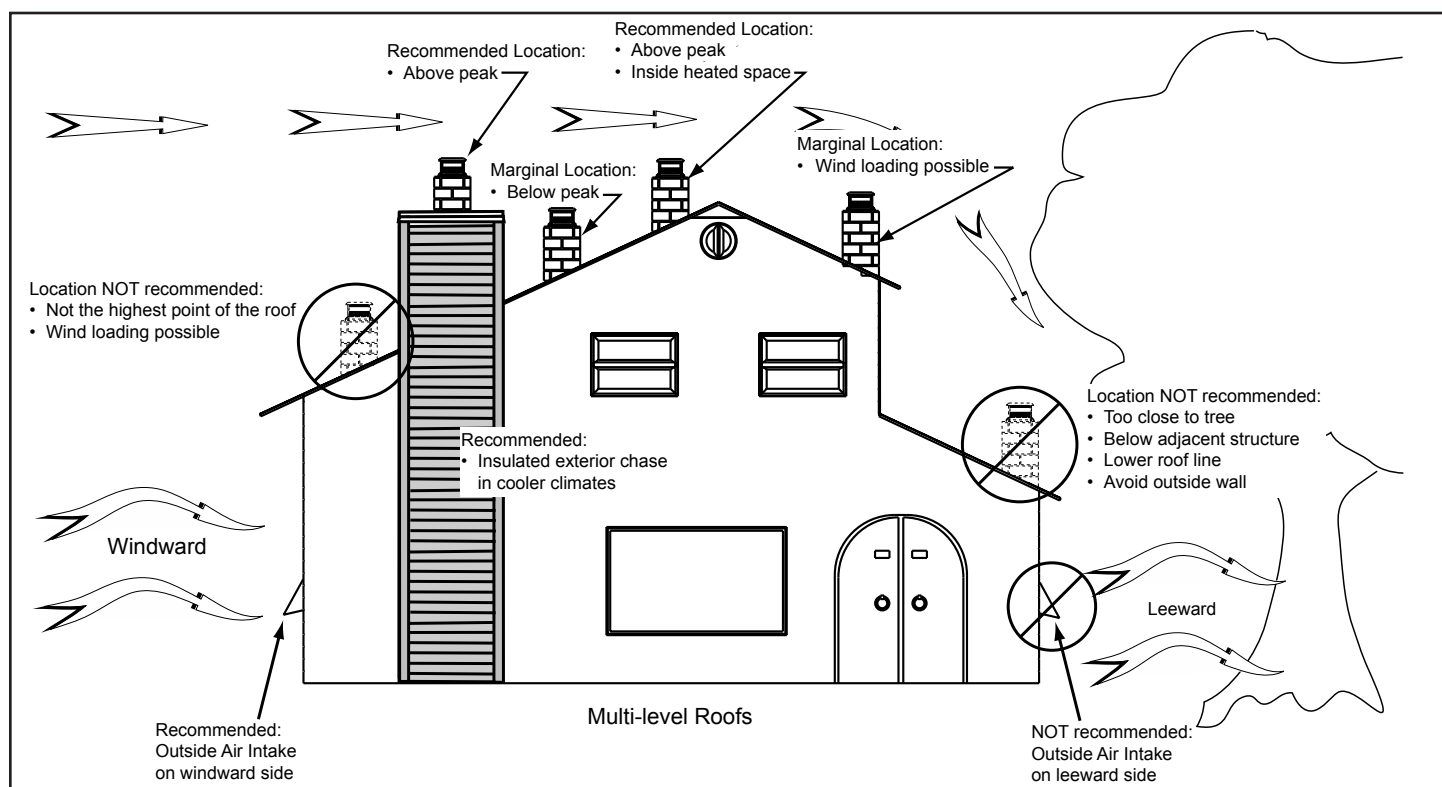 Recommended Location:
• Above peak
Recommended Location:
• Above peak
• Inside heated space
Marginal Location:
• Below peak
Marginal Location:
• Wind loading possible
Location NOT recommended:
• Not the highest point of the roof
• Wind loading possible
Location NOT recommended:
• Too close to tree
• Below adjacent structure
• Lower roof line
• Avoid outside wall
Recommended:
• Insulated exterior chase
in cooler climates
Windward
Leeward
Multi-level Roofs
Recommended:
Outside Air Intake
on windward side
NOT recommended:
Outside Air Intake
on leeward side